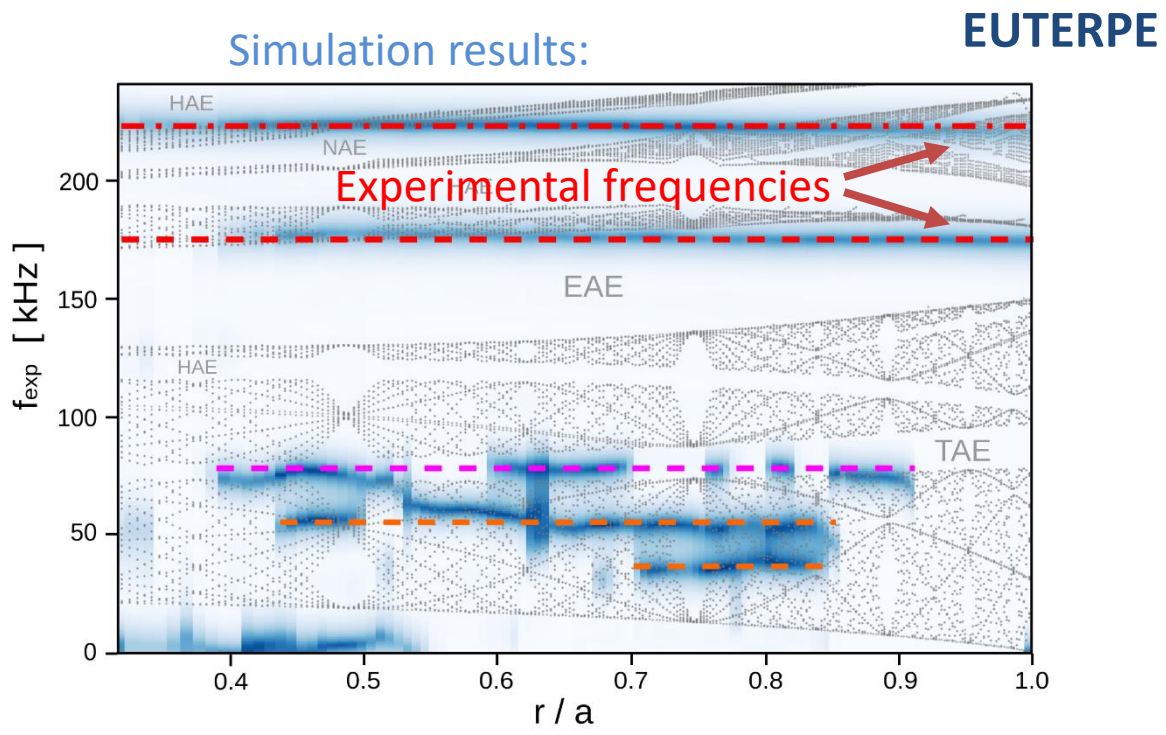 EUTERPE
Simulation results:
HAE
NAE
HAE
Experimental frequencies
EAE
HAE
TAE
200
150
100
50
0
fexp [ kHz ]
0.4 0.5 0.6 0.7 0.8 0.9 1.0
r / a